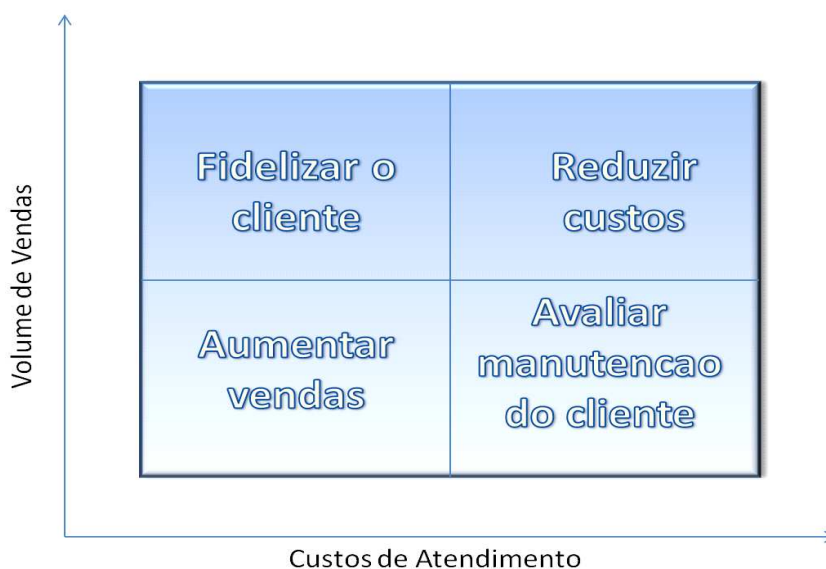 Volume de Vendas
Fidelizar o
cliente
Reduzir
custos
Aumentar
vendas
Avaliar
manutencao
do cliente
Custos de Atendimento